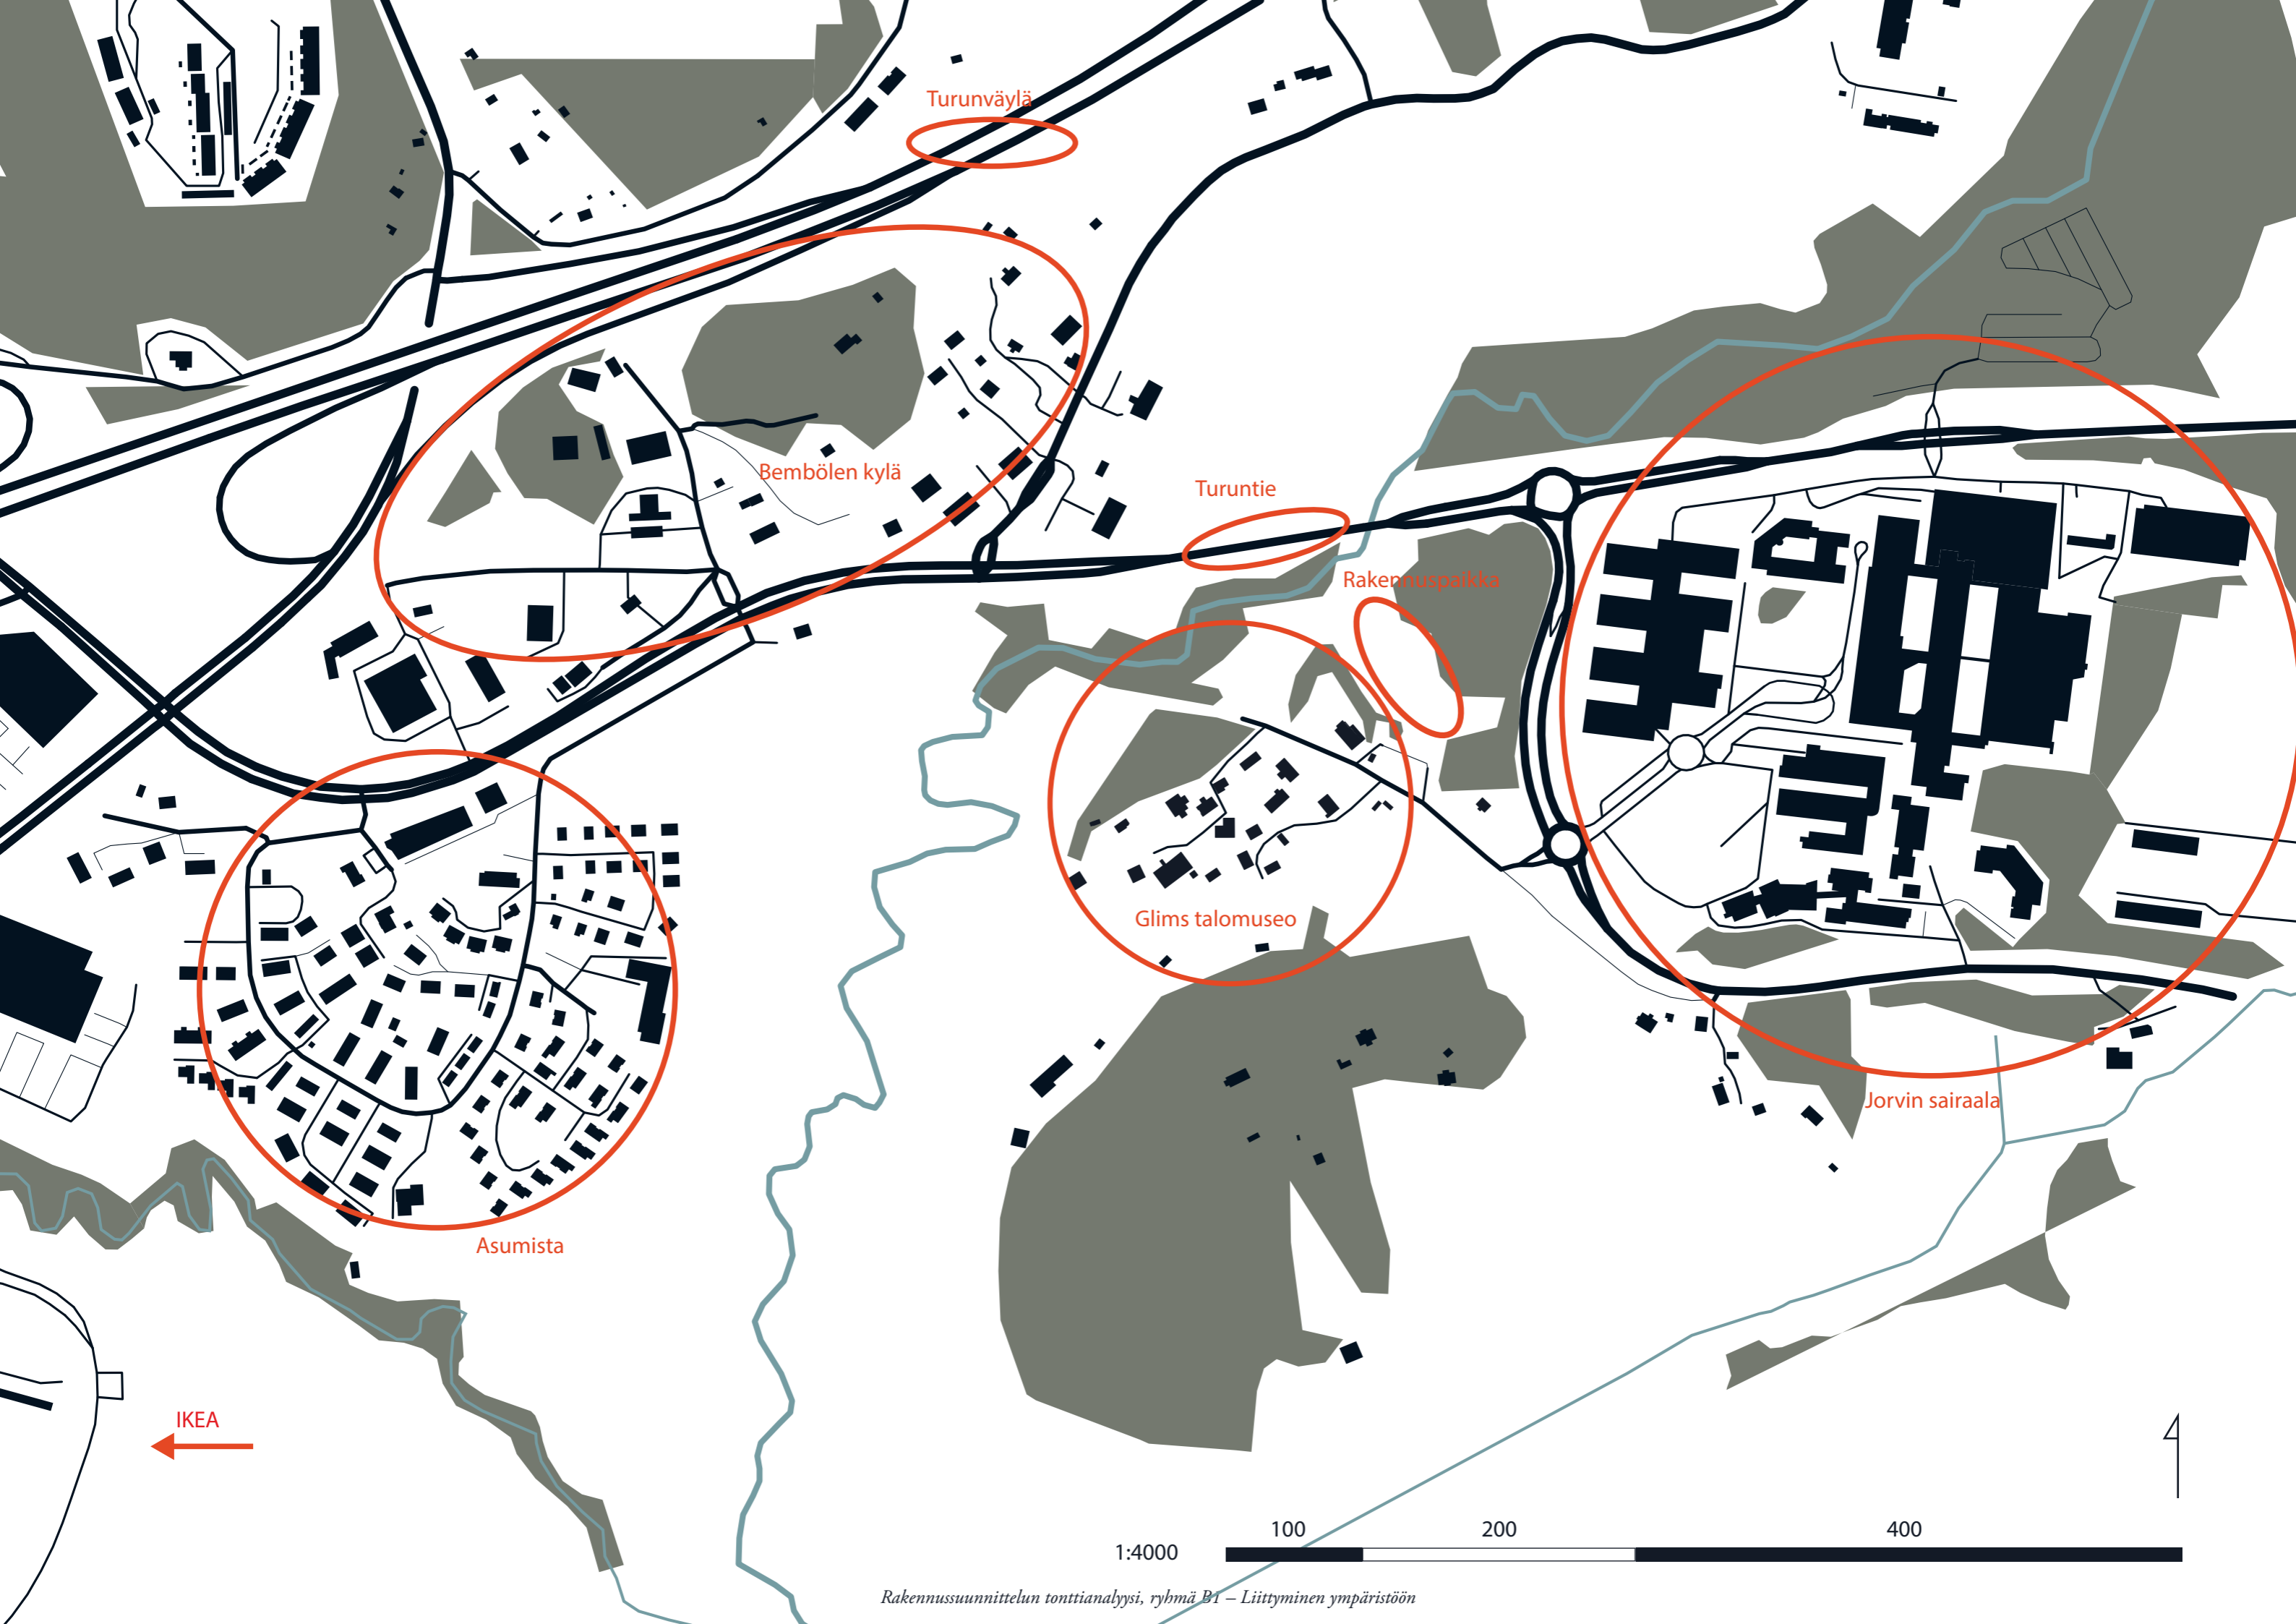 Turunväylä
Bembölen kylä
Turuntie
Rakennuspaikka
Glims talomuseo
Jorvin sairaala
Asumista
IKEA
100 200 400
1:4000
Rakennussuunnittelun tonttianalyysi, ryhmä B1 – Liittyminen ympäristöön